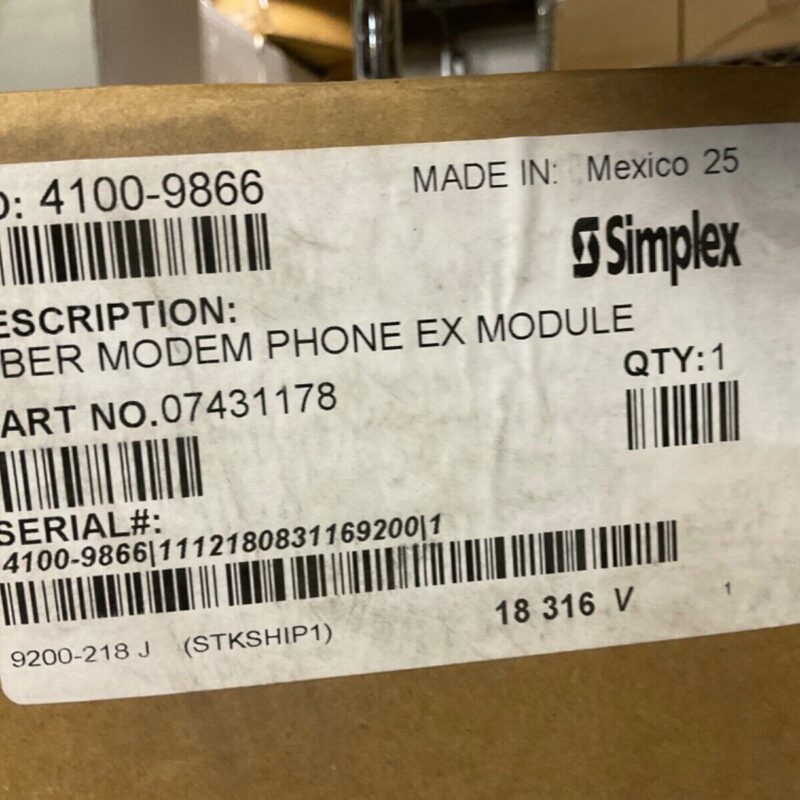 D: 4100-9866
MADE IN: Mexico 25
Simplex
ESCRIPTION:
BER MODEM PHONE EX MODULE
QTY:1
ART NO.07431178
SERIAL#:
4100-9866|1112180831169200|1
18 316 V
1
9200-218 J (STKSHIP1)